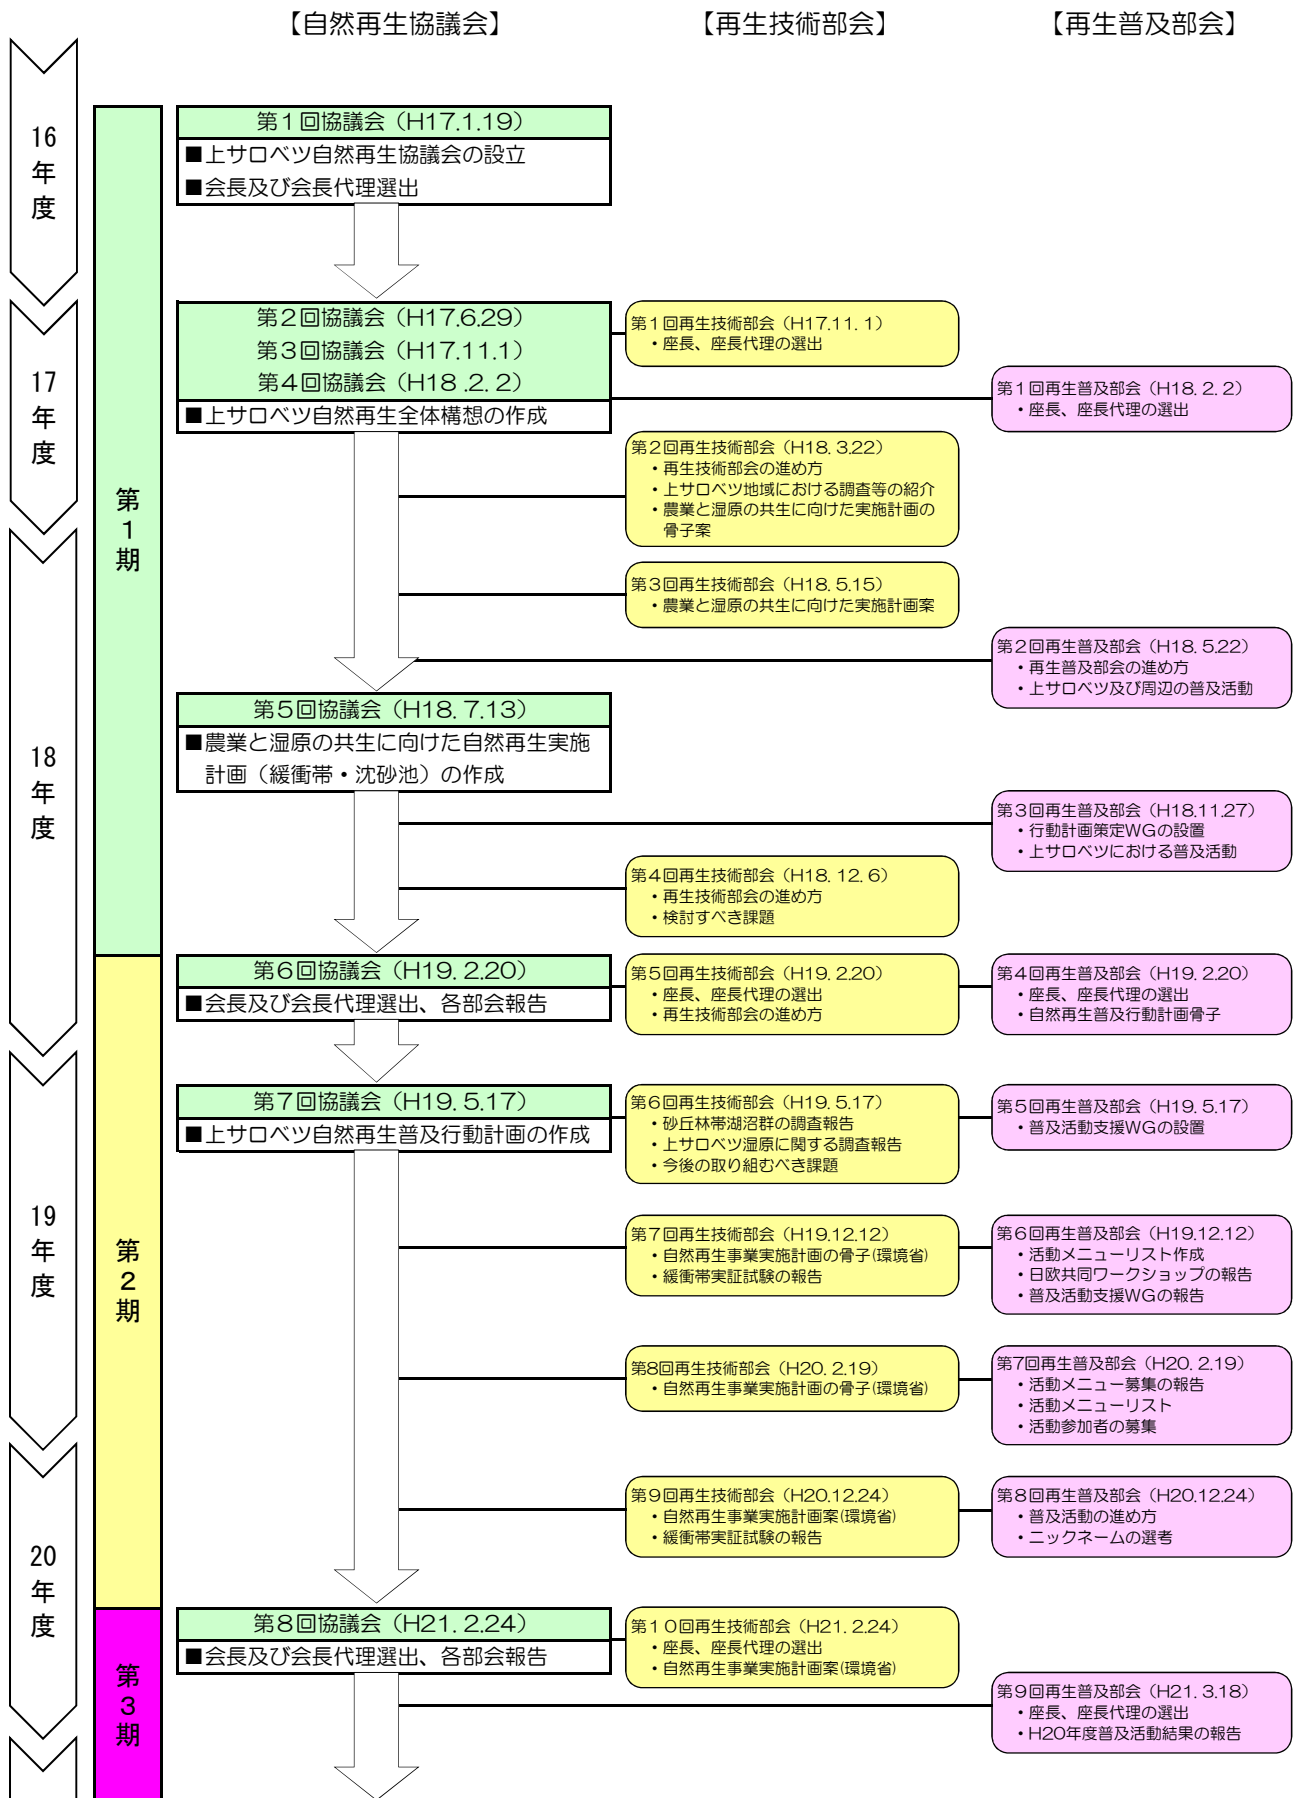 【自然再生協議会】
【再生技術部会】
【再生普及部会】
16
年
度
17
年
度
18
年
度
19
年
度
20
年
度
第
1
期
第
2
期
第
3
期
第1回協議会（H17.1.19）
■上サロベツ自然再生協議会の設立
■会長及び会長代理選出
第2回協議会（H17.6.29）
第3回協議会（H17.11.1）
第4回協議会（H18.2.2）
■上サロベツ自然再生全体構想の作成
第1回再生技術部会（H17.11.1）
・座長、座長代理の選出
第1回再生普及部会（H18.2.2）
・座長、座長代理の選出
第2回再生技術部会（H18.3.22）
・再生技術部会の進め方
・上サロベツ地域における調査等の紹介
・農業と湿原の共生に向けた実施計画の
骨子案
第3回再生技術部会（H18.5.15）
・農業と湿原の共生に向けた実施計画案
第2回再生普及部会（H18.5.22）
・再生普及部会の進め方
・上サロベツ及び周辺の普及活動
第5回協議会（H18.7.13）
■農業と湿原の共生に向けた自然再生実施
計画（緩衝帯・沈砂池）の作成
第3回再生普及部会（H18.11.27）
・行動計画策定WGの設置
・上サロベツにおける普及活動
第4回再生技術部会（H18.12.6）
・再生技術部会の進め方
・検討すべき課題
第6回協議会（H19.2.20）
■会長及び会長代理選出、各部会報告
第5回再生技術部会（H19.2.20）
・座長、座長代理の選出
・再生技術部会の進め方
第4回再生普及部会（H19.2.20）
・座長、座長代理の選出
・自然再生普及行動計画骨子
第7回協議会（H19.5.17）
■上サロベツ自然再生普及行動計画の作成
第6回再生技術部会（H19.5.17）
・砂丘林帯湖沼群の調査報告
・上サロベツ湿原に関する調査報告
・今後の取り組むべき課題
第5回再生普及部会（H19.5.17）
・普及活動支援WGの設置
第7回再生技術部会（H19.12.12）
・自然再生事業実施計画の骨子(環境省)
・緩衝帯実証試験の報告
第6回再生普及部会（H19.12.12）
・活動メニューリスト作成
・日欧共同ワークショップの報告
・普及活動支援WGの報告
第8回再生技術部会（H20.2.19）
・自然再生事業実施計画の骨子(環境省)
第7回再生普及部会（H20.2.19）
・活動メニュー募集の報告
・活動メニューリスト
・活動参加者の募集
第9回再生技術部会（H20.12.24）
・自然再生事業実施計画案(環境省)
・緩衝帯実証試験の報告
第8回再生普及部会（H20.12.24）
・普及活動の進め方
・ニックネームの選考
第8回協議会（H21.2.24）
■会長及び会長代理選出、各部会報告
第10回再生技術部会（H21.2.24）
・座長、座長代理の選出
・自然再生事業実施計画案(環境省)
第9回再生普及部会（H21.3.18）
・座長、座長代理の選出
・H20年度普及活動結果の報告